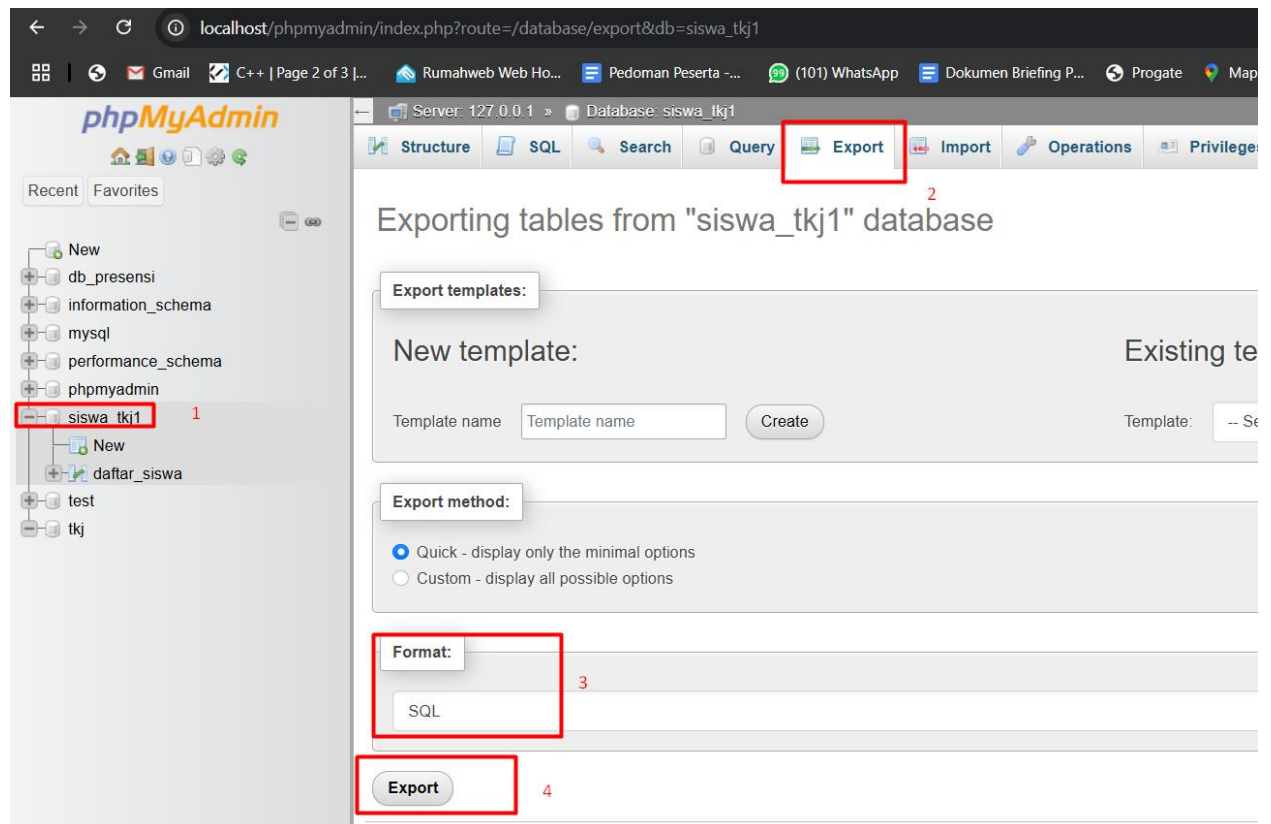 localhost/phpmyadmin/index.php?route=/database/export&db=siswa_tkj1
Gmail C++ | Page 2 of 3 |... Rumahweb Web Ho... Pedoman Peserta -... 99 (101) WhatsApp Dokumen Briefing P... Progate Map
phpMyAdmin
Recent Favorites
New
db_presensi
information_schema
mysql
performance_schema
phpmyadmin
siswa_tkj1 1
New
daftar_siswa
test
tkj
Server: 127.0.0.1 » Database: siswa_tkj1
Structure SQL Search Query Export Import Operations Privileges
2
Exporting tables from "siswa_tkj1" database
Export templates:
New template: Existing te
Template name Template name Create Template: -- Se
Export method:
Quick - display only the minimal options
Custom - display all possible options
Format:
3
SQL
Export 4